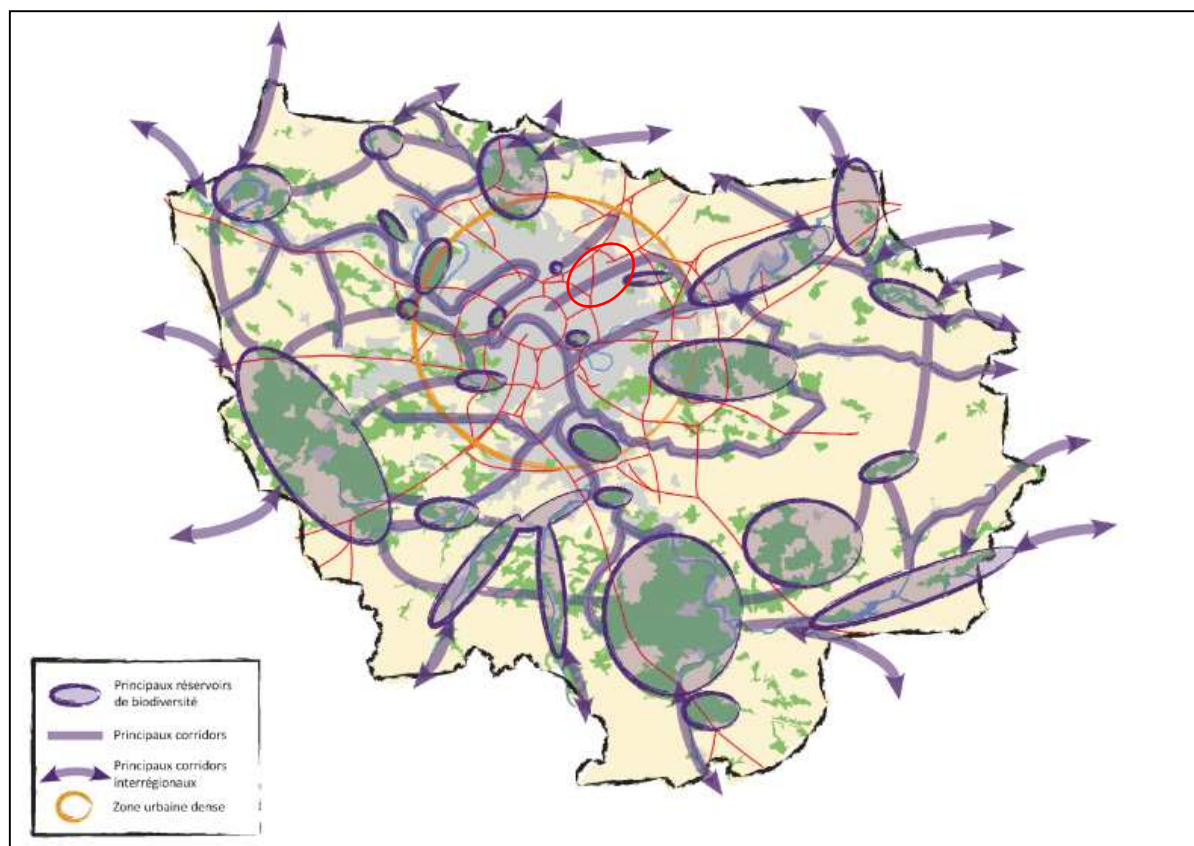 Principaux réservoirs
de biodiversité
Principaux corridors
Principaux corridors
interrégionaux
Zone urbaine dense